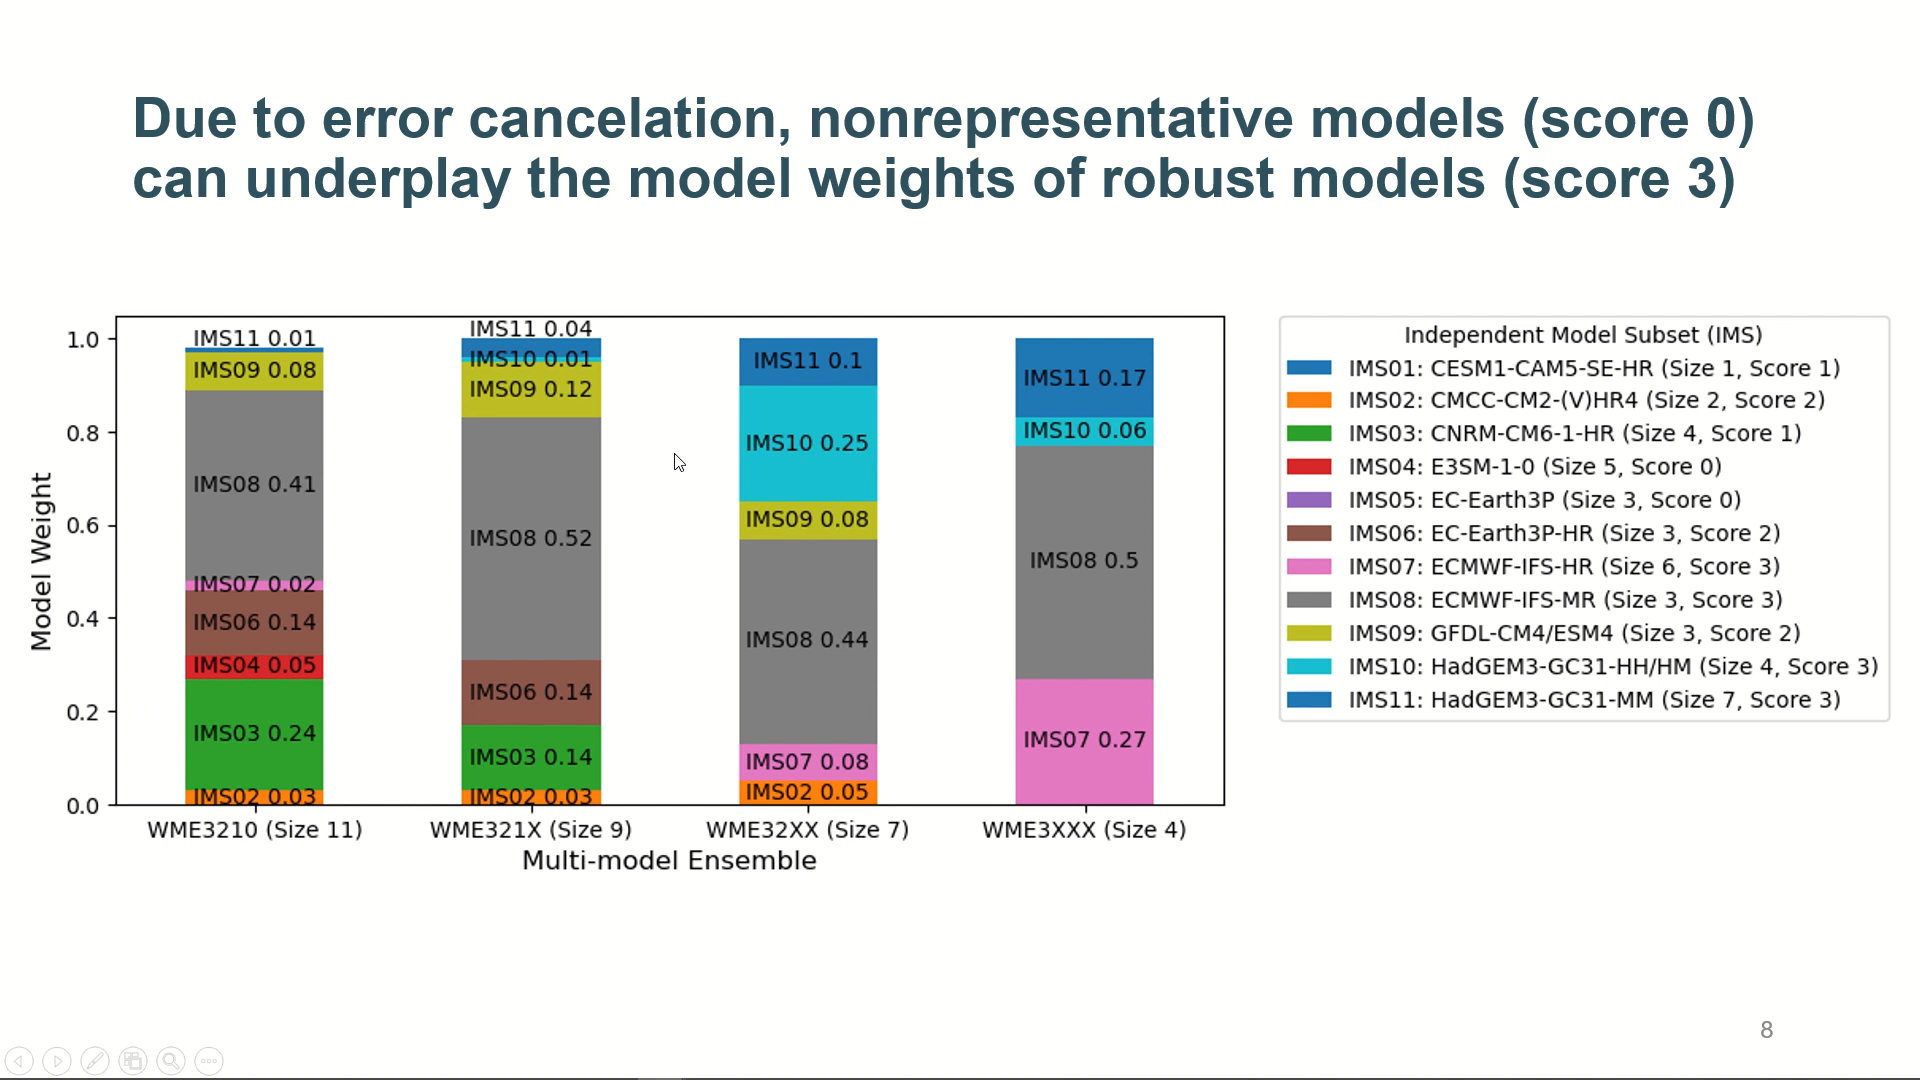 Due to error cancelation, nonrepresentative models (score 0)
can underplay the model weights of robust models (score 3)
Model Weight
1.0
0.8
0.6
0.4
0.2
0.0
IMS11 0.01
IMS09 0.08
IMS08 0.41
IMS07 0.02
IMS06 0.14
IMS04 0.05
IMS03 0.24
IMS02 0.03
IMS11 0.04
IMS10 0.01
IMS09 0.12
IMS08 0.52
IMS06 0.14
IMS03 0.14
IMS02 0.03
IMS11 0.1
IMS10 0.25
IMS09 0.08
IMS08 0.44
IMS07 0.08
IMS02 0.05
IMS11 0.17
IMS10 0.06
IMS08 0.5
IMS07 0.27
WME3210 (Size 11)
WME321X (Size 9)
WME32XX (Size 7)
WME3XXX (Size 4)
Multi-model Ensemble
Independent Model Subset (IMS)
IMS01: CESM1-CAM5-SE-HR (Size 1, Score 1)
IMS02: CMCC-CM2-(V)HR4 (Size 2, Score 2)
IMS03: CNRM-CM6-1-HR (Size 4, Score 1)
IMS04: E3SM-1-0 (Size 5, Score 0)
IMS05: EC-Earth3P (Size 3, Score 0)
IMS06: EC-Earth3P-HR (Size 3, Score 2)
IMS07: ECMWF-IFS-HR (Size 6, Score 3)
IMS08: ECMWF-IFS-MR (Size 3, Score 3)
IMS09: GFDL-CM4/ESM4 (Size 3, Score 2)
IMS10: HadGEM3-GC31-HH/HM (Size 4, Score 3)
IMS11: HadGEM3-GC31-MM (Size 7, Score 3)
8